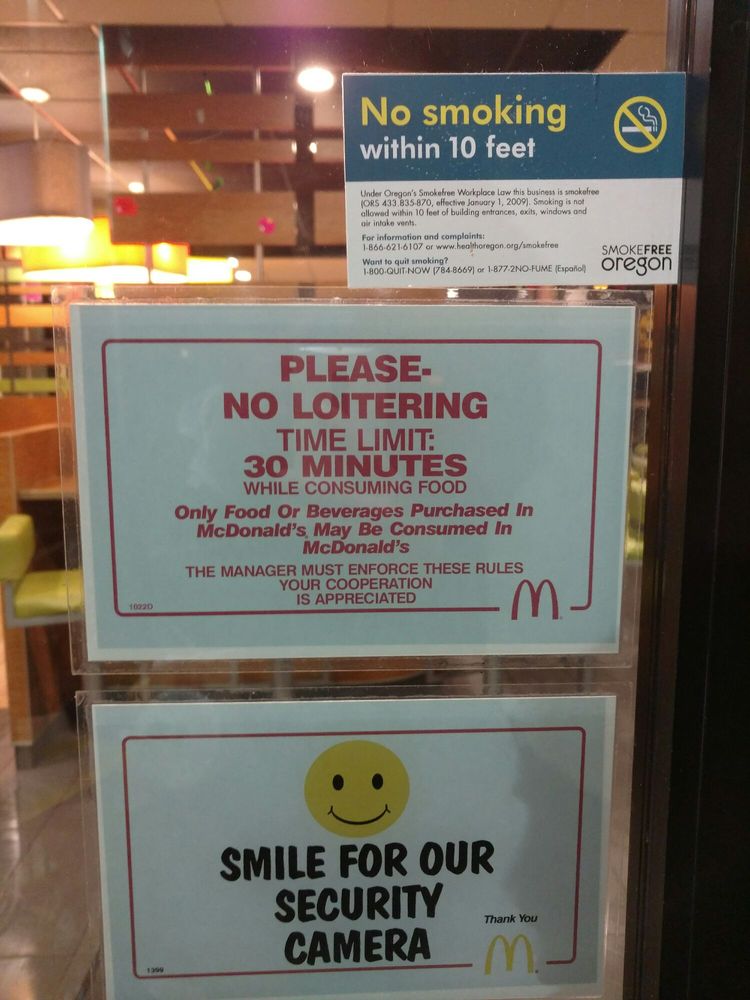 No smoking
within 10 feet
Under Oregon's Smokefree Workplace Law this business is smokefree
(ORS 433.835-870, effective January 1, 2009). Smoking is not
allowed within 10 feet of building entrances, exits, windows and
air intake vents.
For information and complaints:
1-866-621-6107 or www.healthoregon.org/smokefree
Want to quit smoking?
1-800-QUIT-NOW (784-8669) or 1-877-2NO-FUME (Español)
SMOKEFREE
oregon
PLEASE-
NO LOITERING
TIME LIMIT:
30 MINUTES
WHILE CONSUMING FOOD
Only Food Or Beverages Purchased In
McDonald's, May Be Consumed In
McDonald's
THE MANAGER MUST ENFORCE THESE RULES
YOUR COOPERATION
IS APPRECIATED
1022D
M
SMILE FOR OUR
SECURITY
CAMERA
Thank You
1399
M